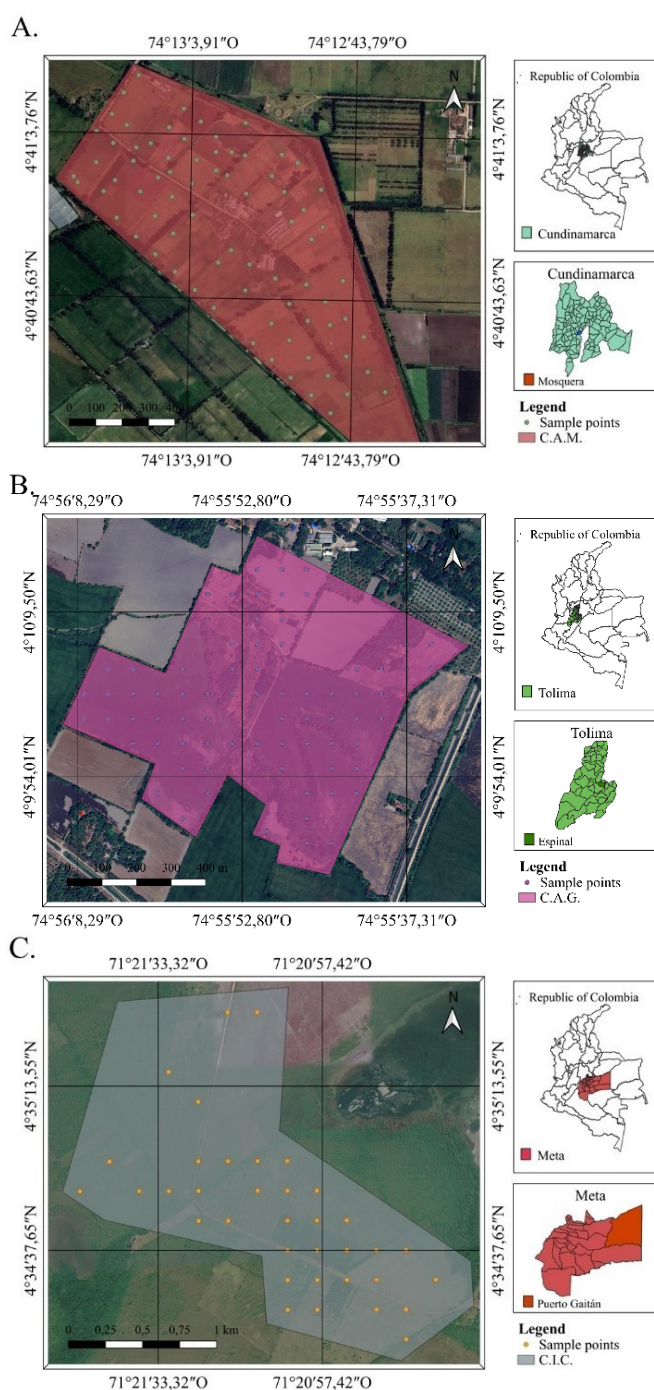 A.
74°13′3,91″O 74°12′43,79″O
4°41′3,76″N
4°40′43,63″N
N
4°41′3,76″N
4°40′43,63″N
0 100 200 300 400 m
74°13′3,91″O 74°12′43,79″O
Republic of Colombia
Cundinamarca
Cundinamarca
Mosquera
Legend
Sample points
C.A.M.
B.
74°56′8,29″O 74°55′52,80″O 74°55′37,31″O
4°10′9,50″N
4°9′54,01″N
N
4°10′9,50″N
4°9′54,01″N
0 100 200 300 400 m
74°56′8,29″O 74°55′52,80″O 74°55′37,31″O
Republic of Colombia
Tolima
Tolima
Espinal
Legend
Sample points
C.A.G.
C.
71°21′33,32″O 71°20′57,42″O
4°35′13,55″N
4°34′37,65″N
N
4°35′13,55″N
4°34′37,65″N
0 0,25 0,5 0,75 1 km
71°21′33,32″O 71°20′57,42″O
Republic of Colombia
Meta
Meta
Puerto Gaitán
Legend
Sample points
C.I.C.